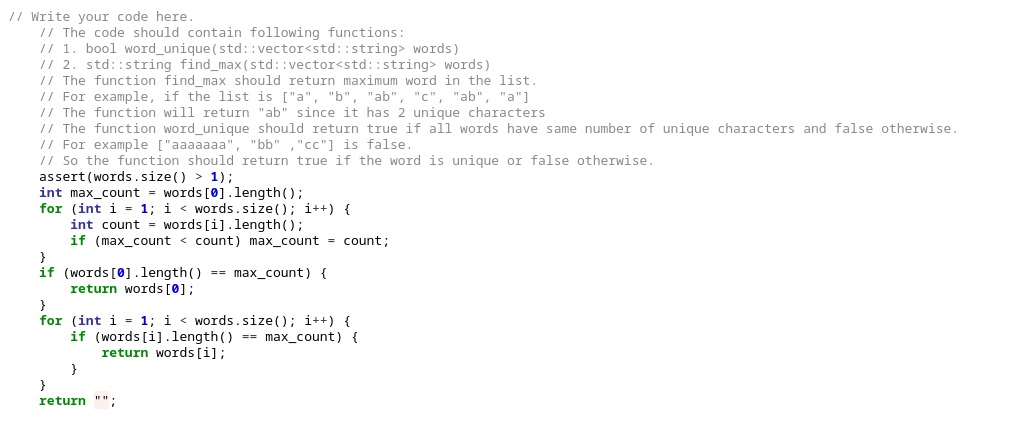 // Write your code here.
// The code should contain following functions:
// 1. bool word_unique(std::vector<std::string> words)
// 2. std::string find_max(std::vector<std::string> words)
// The function find_max should return maximum word in the list.
// For example, if the list is ["a", "b", "ab", "c", "ab", "a"]
// The function will return "ab" since it has 2 unique characters
// The function word_unique should return true if all words have same number of unique characters and false otherwise.
// For example ["aaaaaaa", "bb" ,"cc"] is false.
// So the function should return true if the word is unique or false otherwise.
assert(words.size() > 1);
int max_count = words[0].length();
for (int i = 1; i < words.size(); i++) {
int count = words[i].length();
if (max_count < count) max_count = count;
}
if (words[0].length() == max_count) {
return words[0];
}
for (int i = 1; i < words.size(); i++) {
if (words[i].length() == max_count) {
return words[i];
}
}
return "";